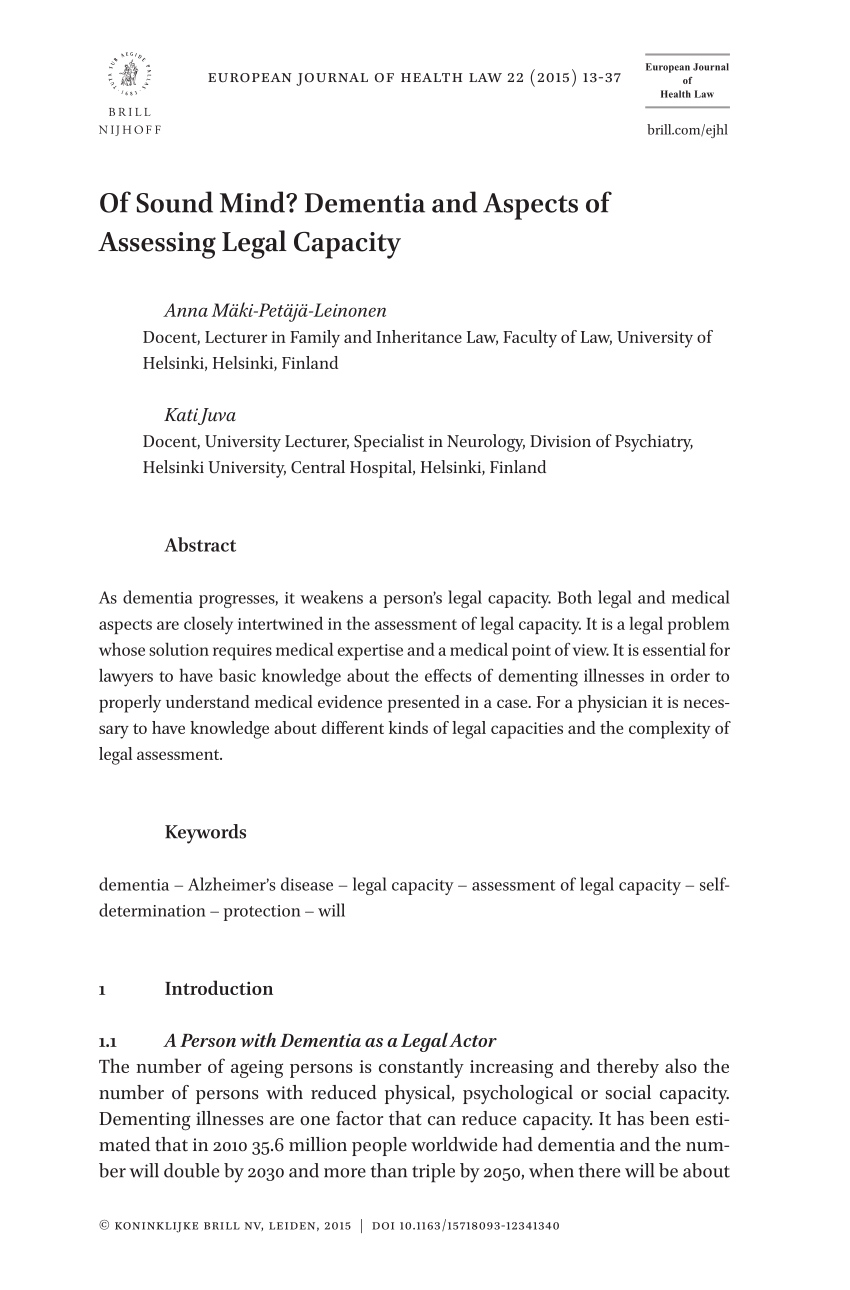 TUTA SUB AEGIDE PALLAS
· 1683 ·
BRILL
NIJHOFF
EUROPEAN JOURNAL OF HEALTH LAW 22 (2015) 13-37
European Journal
of
Health Law
brill.com/ejhl
Of Sound Mind? Dementia and Aspects of
Assessing Legal Capacity
Anna Mäki-Petäjä-Leinonen
Docent, Lecturer in Family and Inheritance Law, Faculty of Law, University of
Helsinki, Helsinki, Finland
Kati Juva
Docent, University Lecturer, Specialist in Neurology, Division of Psychiatry,
Helsinki University, Central Hospital, Helsinki, Finland
Abstract
As dementia progresses, it weakens a person's legal capacity. Both legal and medical
aspects are closely intertwined in the assessment of legal capacity. It is a legal problem
whose solution requires medical expertise and a medical point of view. It is essential for
lawyers to have basic knowledge about the effects of dementing illnesses in order to
properly understand medical evidence presented in a case. For a physician it is neces-
sary to have knowledge about different kinds of legal capacities and the complexity of
legal assessment.
Keywords
dementia – Alzheimer's disease – legal capacity – assessment of legal capacity – self-
determination – protection – will
1 Introduction
1.1 A Person with Dementia as a Legal Actor
The number of ageing persons is constantly increasing and thereby also the
number of persons with reduced physical, psychological or social capacity.
Dementing illnesses are one factor that can reduce capacity. It has been esti-
mated that in 2010 35.6 million people worldwide had dementia and the num-
ber will double by 2030 and more than triple by 2050, when there will be about
© KONINKLIJKE BRILL NV, LEIDEN, 2015 | DOI 10.1163/15718093-12341340